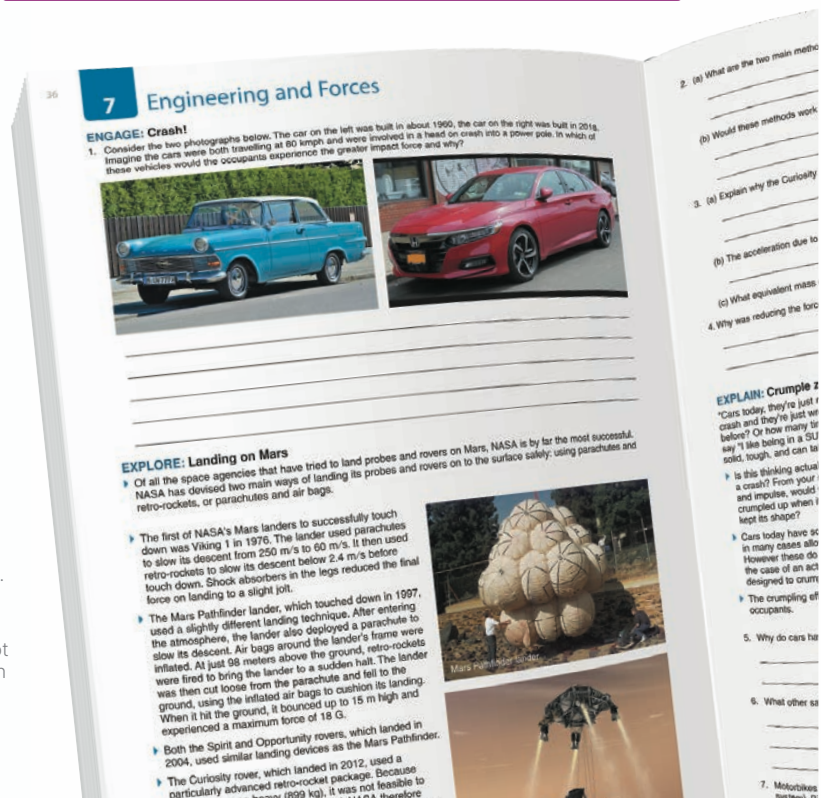 36
7
Engineering and Forces
ENGAGE: Crash!
1. Consider the two photographs below. The car on the left was built in about 1960, the car on the right was built in 2018.
Imagine the cars were both travelling at 60 kmph and were involved in a head on crash into a power pole. In which of
these vehicles would the occupants experience the greater impact force and why?
EXPLORE: Landing on Mars
Of all the space agencies that have tried to land probes and rovers on Mars, NASA is by far the most successful.
NASA has devised two main ways of landing its probes and rovers on to the surface safely: using parachutes and
retro-rockets, or parachutes and air bags.
The first of NASA's Mars landers to successfully touch
down was Viking 1 in 1976. The lander used parachutes
to slow its descent from 250 m/s to 60 m/s. It then used
retro-rockets to slow its descent below 2.4 m/s before
touch down. Shock absorbers in the legs reduced the final
force on landing to a slight jolt.
The Mars Pathfinder lander, which touched down in 1997,
used a slightly different landing technique. After entering
the atmosphere, the lander also deployed a parachute to
slow its descent. Air bags around the lander's frame were
inflated. At just 98 meters above the ground, retro-rockets
were fired to bring the lander to a sudden halt. The lander
was then cut loose from the parachute and fell to the
ground, using the inflated air bags to cushion its landing.
When it hit the ground, it bounced up to 15 m high and
experienced a maximum force of 18 G.
Mars Pathfinder lander
Both the Spirit and Opportunity rovers, which landed in
2004, used similar landing devices as the Mars Pathfinder.
The Curiosity rover, which landed in 2012, used a
particularly advanced retro-rocket package. Because
heavy (899 kg), it was not feasible to
NASA therefore
2. (a) What are the two main
(b) Would these methods work
3. (a) Explain why the Curiosity
(b) The acceleration due to
(c) What equivalent mass
4. Why was reducing the
EXPLAIN: Crumple
"Cars today, they're just
crash and they're just
before? Or how many
say "I like being in a
solid, tough, and can
Is this thinking
a crash? From your
and impulse, would
crumpled up when
kept its shape?
Cars today have
in many cases
However these do
the case of an
designed to
The crumpling
occupants.
5. Why do cars
6. What other
7. Motorbikes